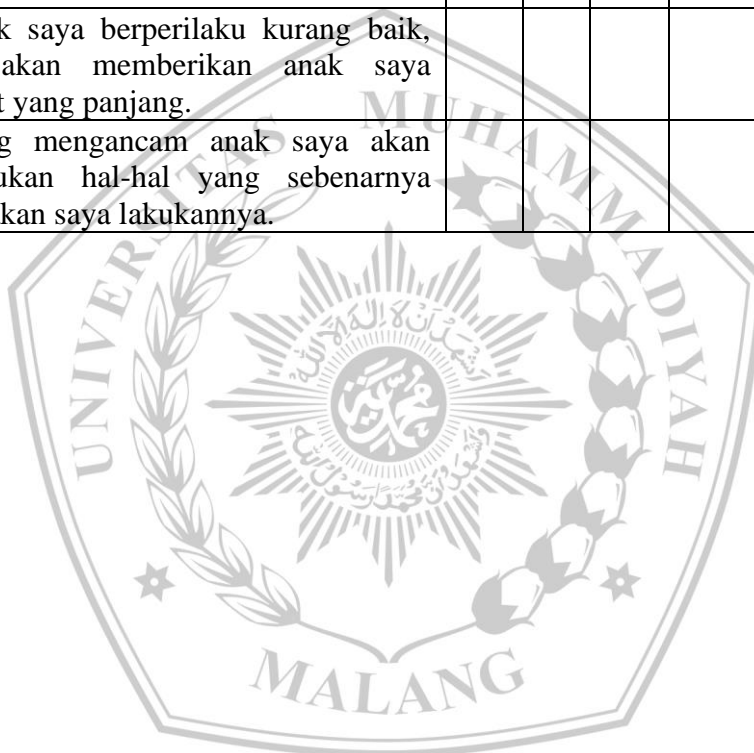 k saya berperilaku kurang baik,
akan memberikan anak saya
t yang panjang.
g mengancam anak saya akan
ukan hal-hal yang sebenarnya
kan saya lakukannya.
UNIVERSITAS MUHAMMADIYAH
MALANG